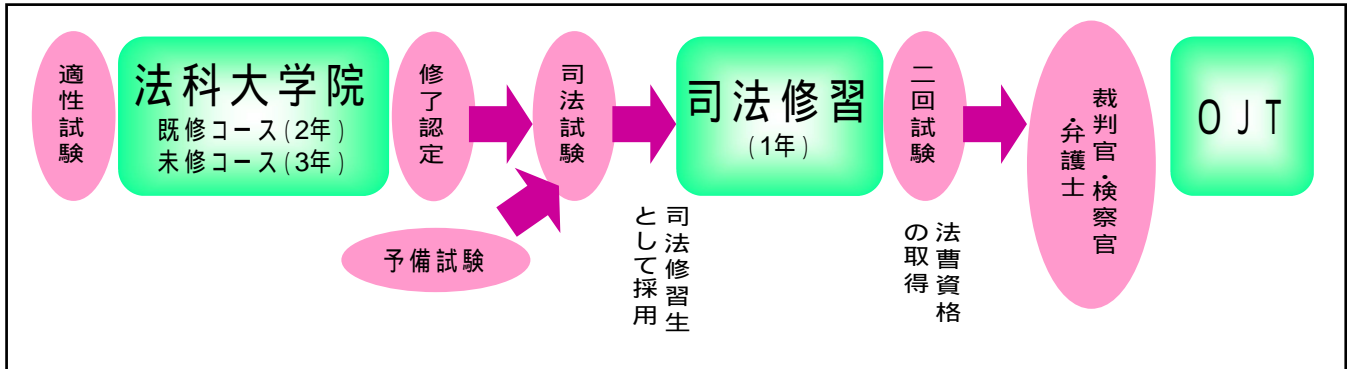 適性試験
法科大学院
既修コース(2年)
未修コース(3年)
修了認定
司法試験
予備試験
司法修習生
として採用
司法修習
(1年)
二回試験
法曹資格
の取得
裁判官・検察官
・弁護士
OJT